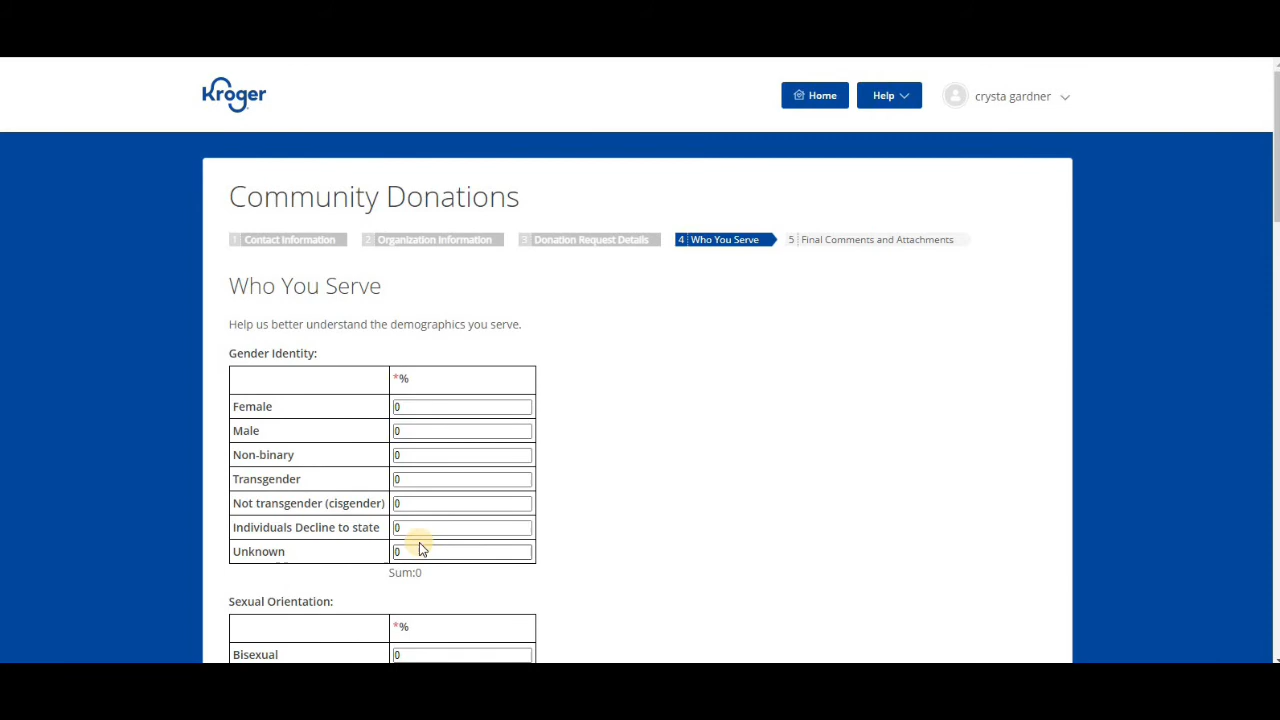 Kroger
Home
Help
crysta gardner
Community Donations
1 Contact Information
2 Organization Information
3 Donation Request Details
4 Who You Serve
5 Final Comments and Attachments
Who You Serve
Help us better understand the demographics you serve.
Gender Identity:
*%
Female 0
Male 0
Non-binary 0
Transgender 0
Not transgender (cisgender) 0
Individuals Decline to state 0
Unknown 0
Sum:0
Sexual Orientation:
*%
Bisexual 0